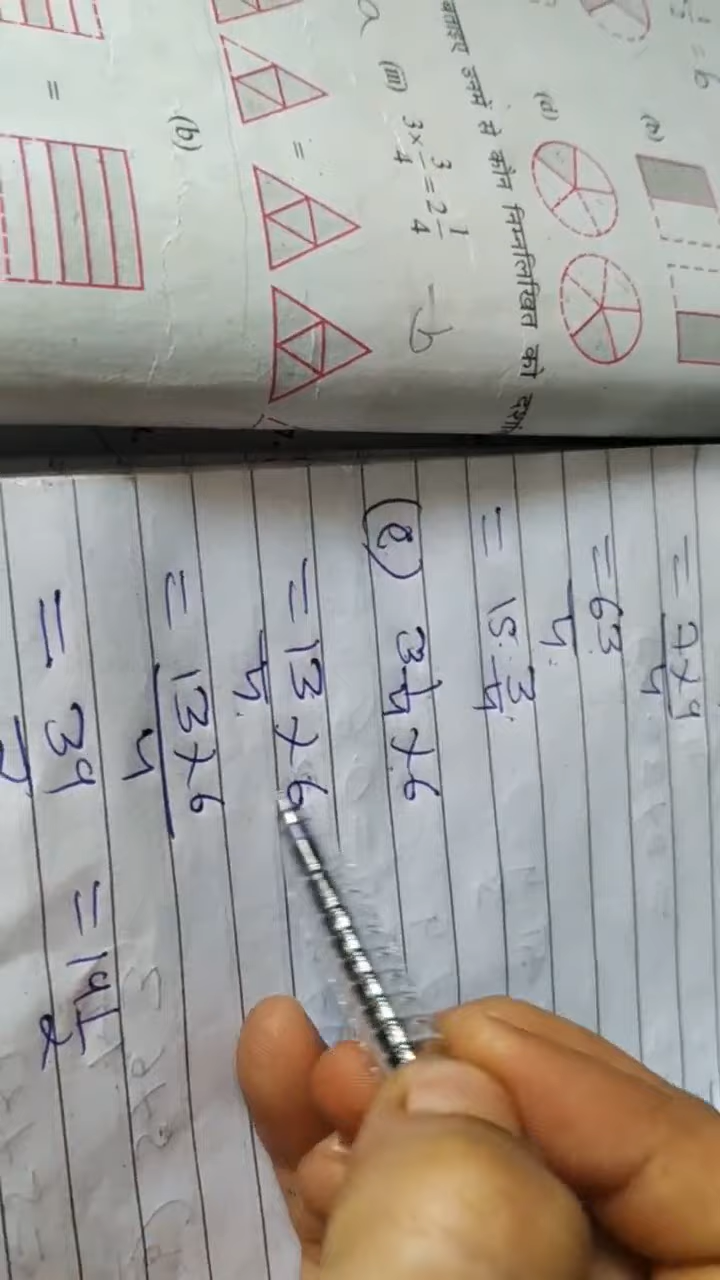 = b
(d)
बताइए उनमें से कौन निम्नलिखित को
(iii) 3 × 3/4 = 2 1/4 - b
a
=
(b)
=
= 7×9/4
= 63/4
= 15 3/4
(e) 3 1/4 × 6
= 13/4 × 6
= 13×6/4
= 39/2 = 19 1/2